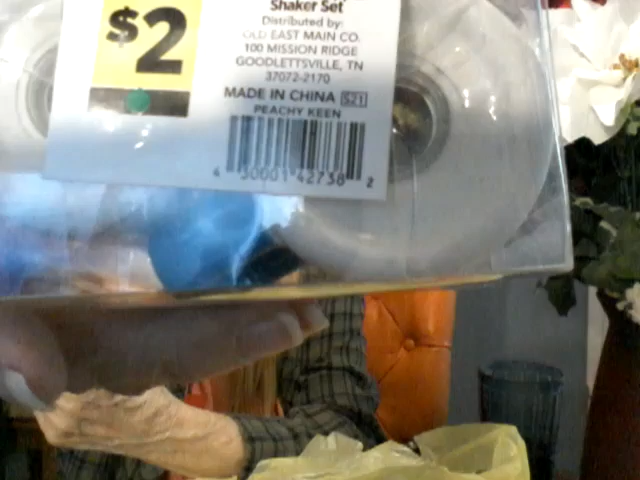 $2
Shaker Set
Distributed by:
OLD EAST MAIN CO.
100 MISSION RIDGE
GOODLETTSVILLE, TN
37072-2170
MADE IN CHINA S21
PEACHY KEEN
4 30001 42738 2